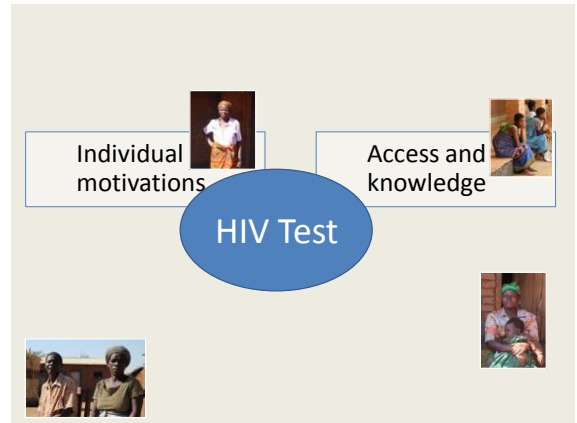 Individual
motivations
Access and
knowledge
HIV Test